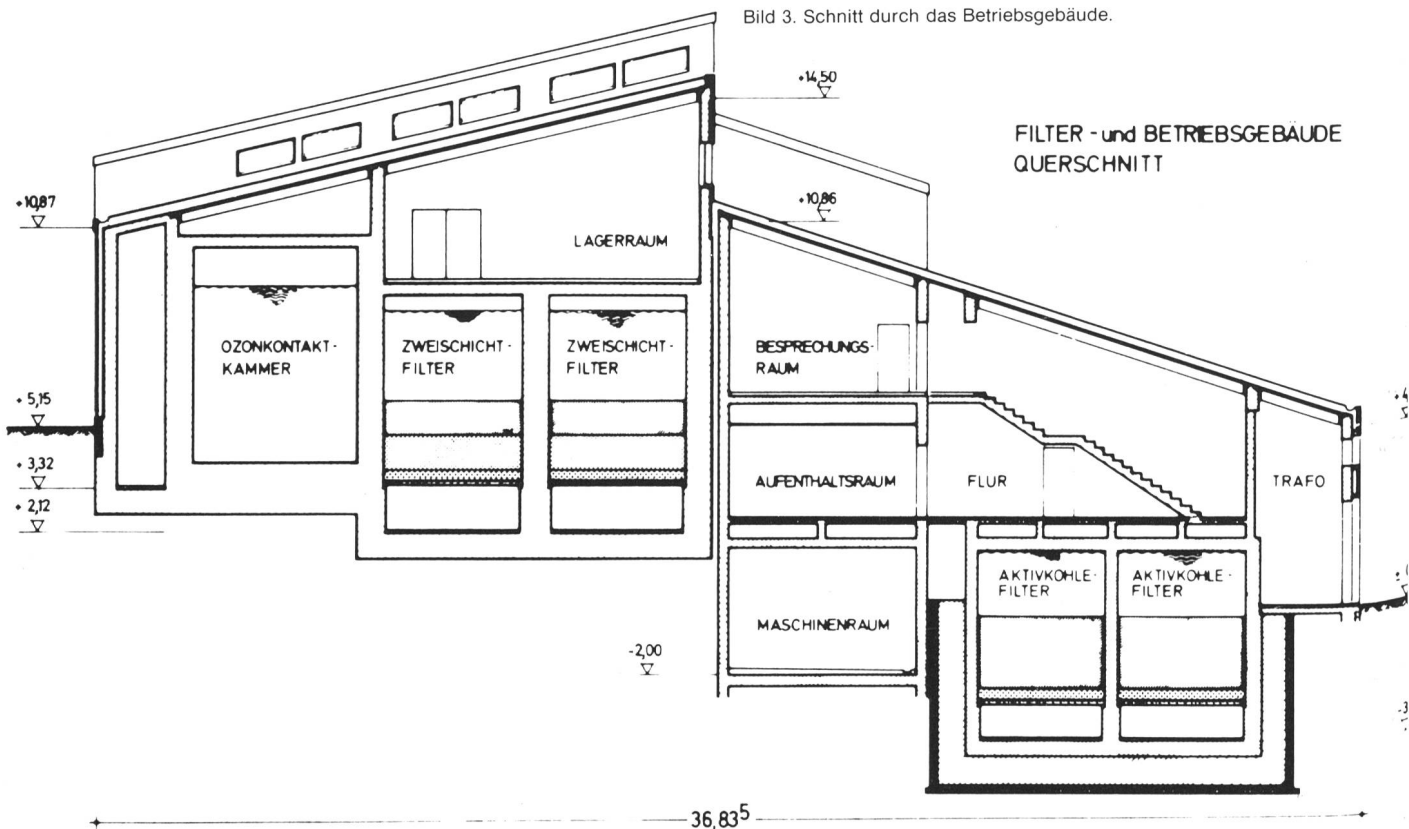 Bild 3. Schnitt durch das Betriebsgebäude.
+14,50
FILTER - und BETRIEBSGEBÄUDE
QUERSCHNITT
+10,87
+10,86
LAGERRAUM
OZONKONTAKT-
KAMMER
ZWEISCHICHT-
FILTER
ZWEISCHICHT-
FILTER
BESPRECHUNGS-
RAUM
+ 5,15
+ 3,32
+ 2,12
AUFENTHALTSRAUM
FLUR
TRAFO
AKTIVKOHLE-
FILTER
AKTIVKOHLE-
FILTER
MASCHINENRAUM
-2,00
36,83⁵